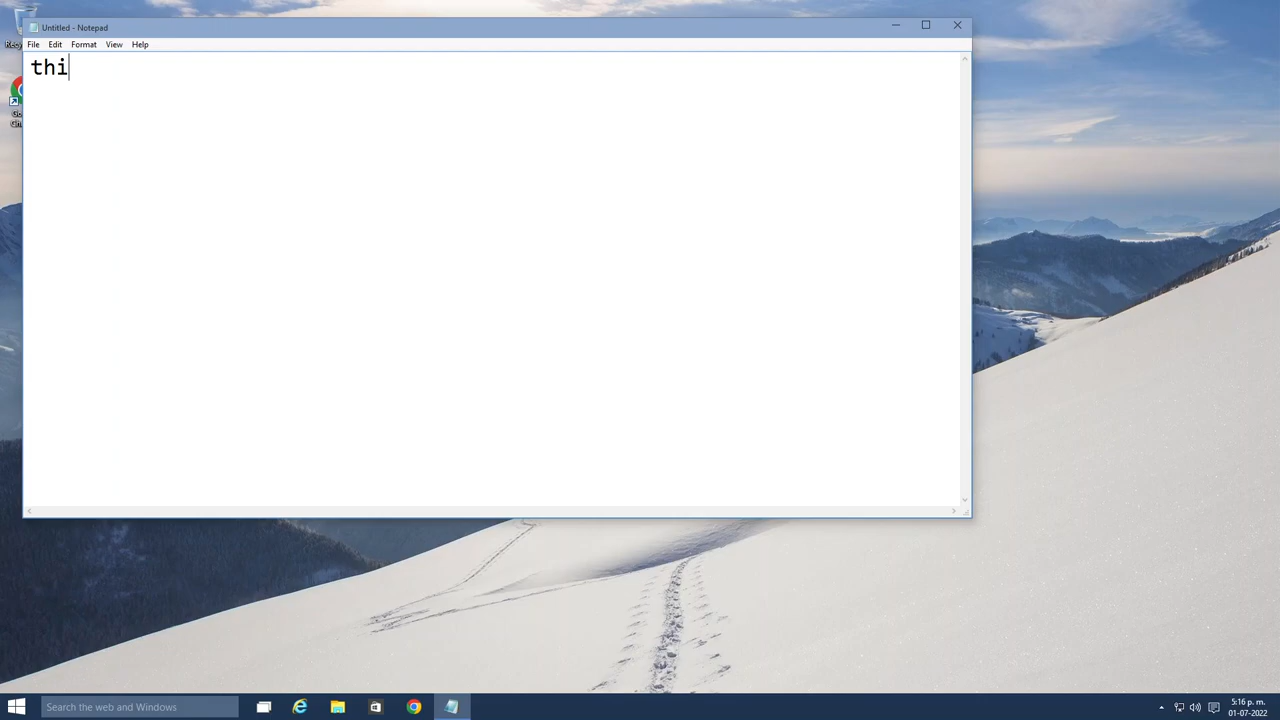 Untitled - Notepad
File Edit Format View Help
thi
Search the web and Windows
5:16 p. m.
01-07-2022